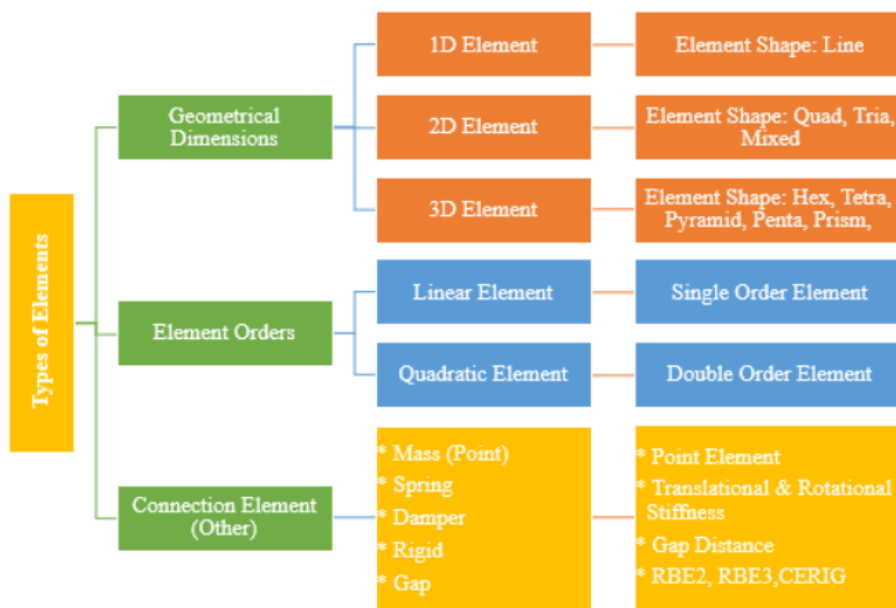 Types of Elements
Geometrical
Dimensions
1D Element
Element Shape: Line
2D Element
Element Shape: Quad, Tria,
Mixed
3D Element
Element Shape: Hex, Tetra,
Pyramid, Penta, Prism,
Element Orders
Linear Element
Single Order Element
Quadratic Element
Double Order Element
Connection Element
(Other)
* Mass (Point)
* Spring
* Damper
* Rigid
* Gap
* Point Element
* Translational & Rotational
Stiffness
* Gap Distance
* RBE2, RBE3,CERIG